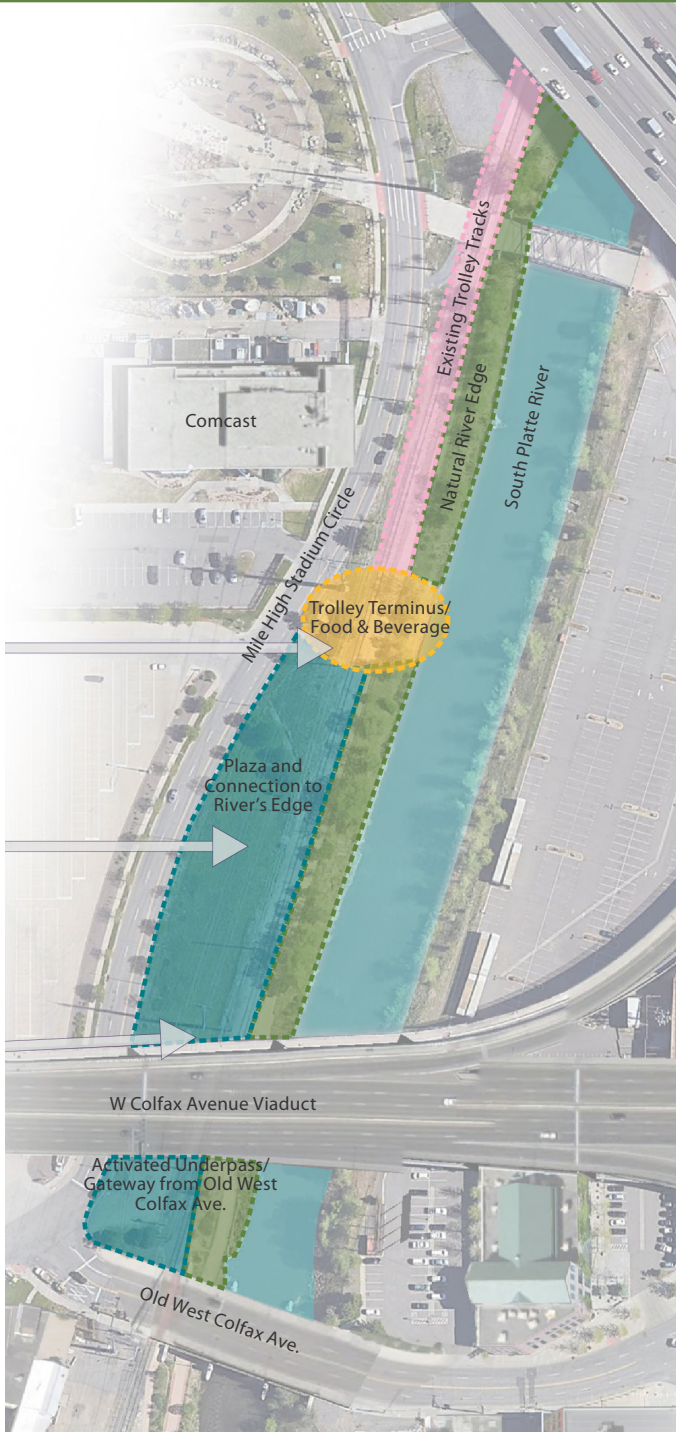 Existing Trolley Tracks
Comcast
Natural River Edge
South Platte River
Mile High Stadium Circle
Trolley Terminus/
Food & Beverage
Plaza and
Connection to
River's Edge
W Colfax Avenue Viaduct
Activated Underpass/
Gateway from Old West
Colfax Ave.
Old West Colfax Ave.